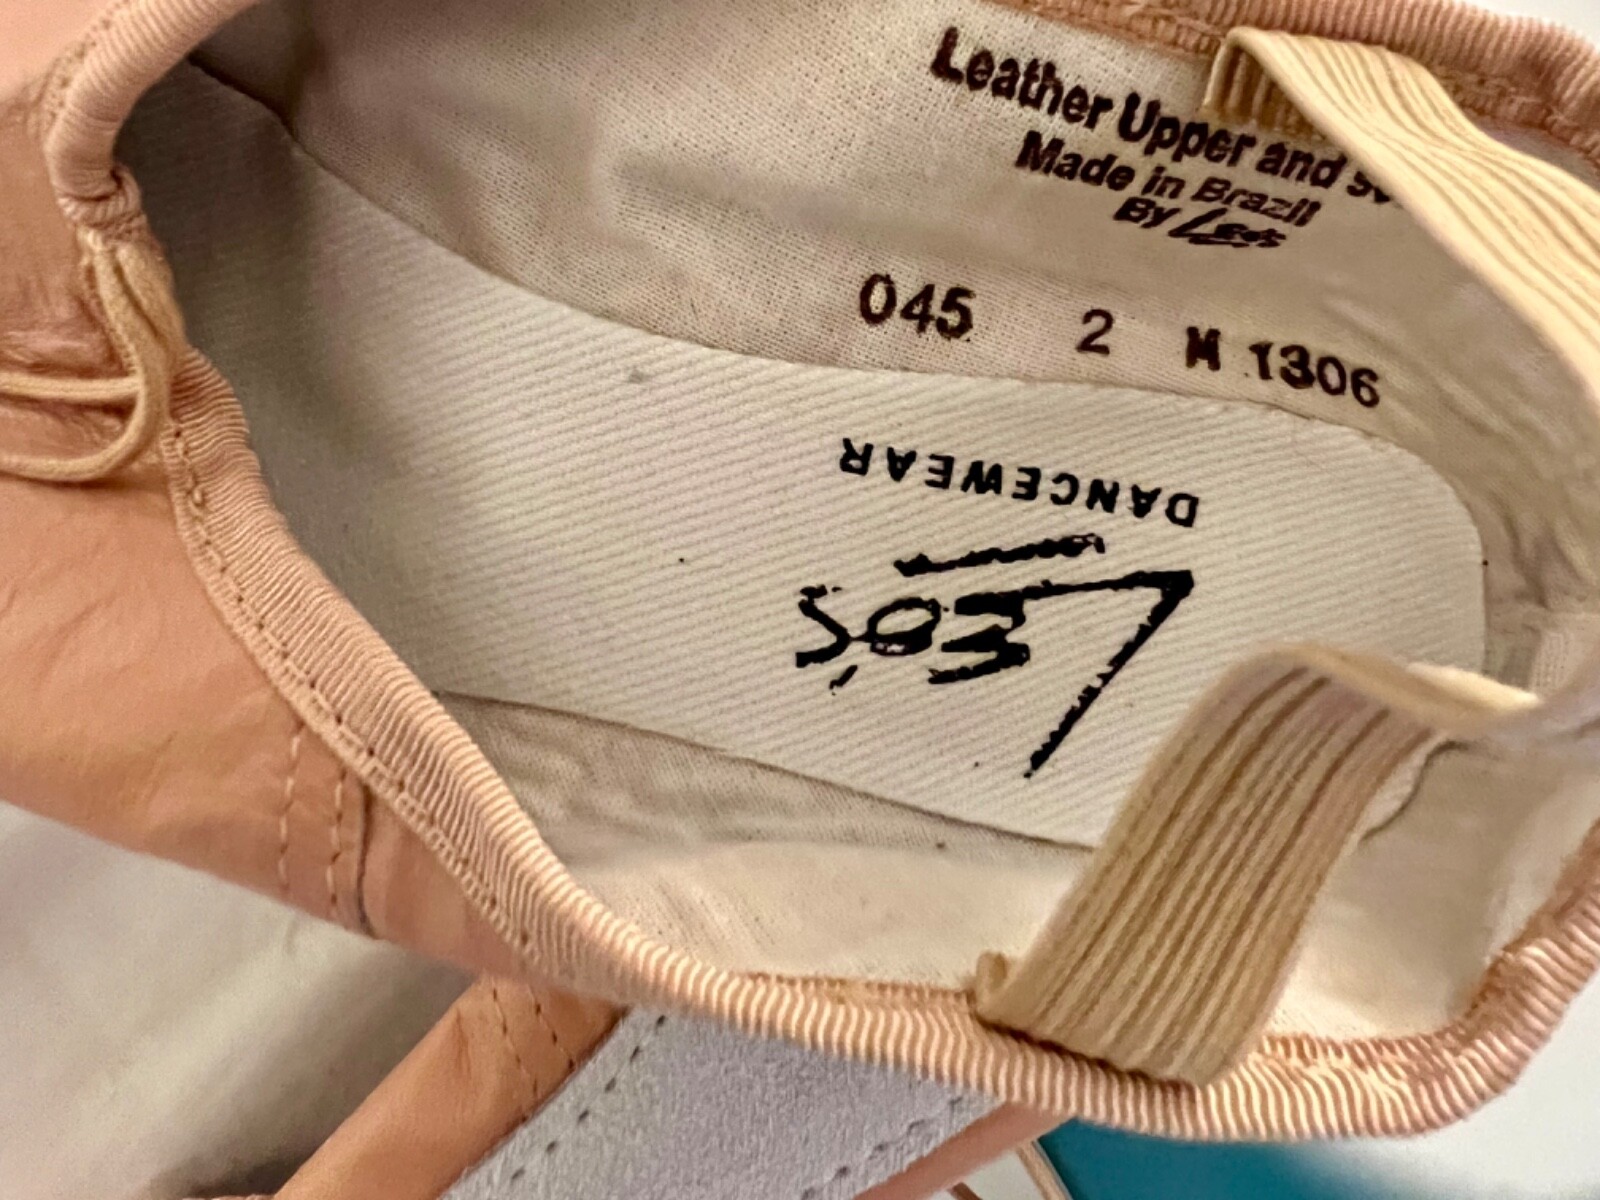 Leather Upper and
Made in Brazil
By Leo's
045 2 M 1306
Leo's
DANCEWEAR